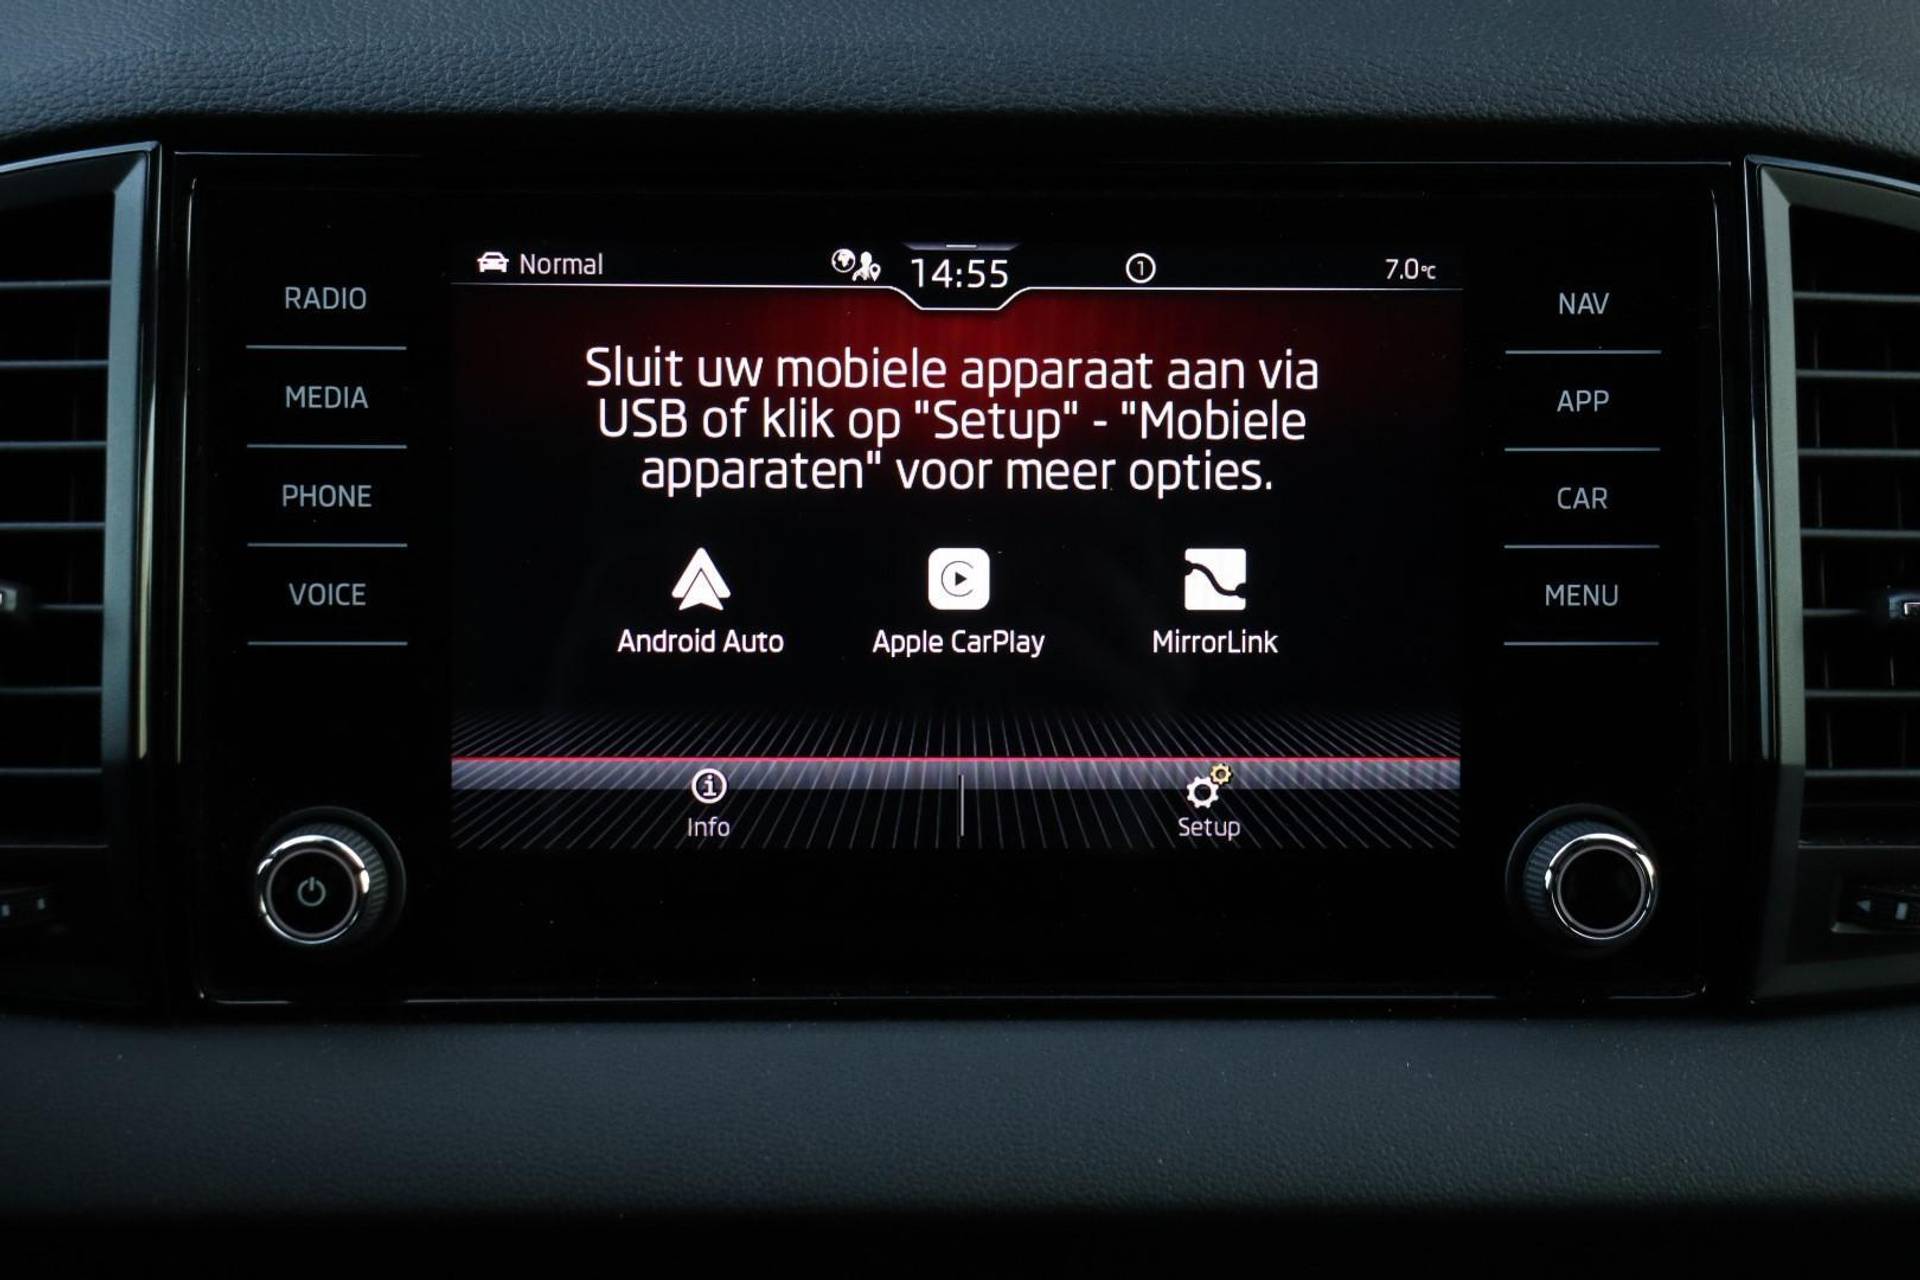 Normal
14:55
1
7.0°C
RADIO
MEDIA
PHONE
VOICE
Sluit uw mobiele apparaat aan via
USB of klik op "Setup" - "Mobiele
apparaten" voor meer opties.
Android Auto
Apple CarPlay
MirrorLink
Info
Setup
NAV
APP
CAR
MENU